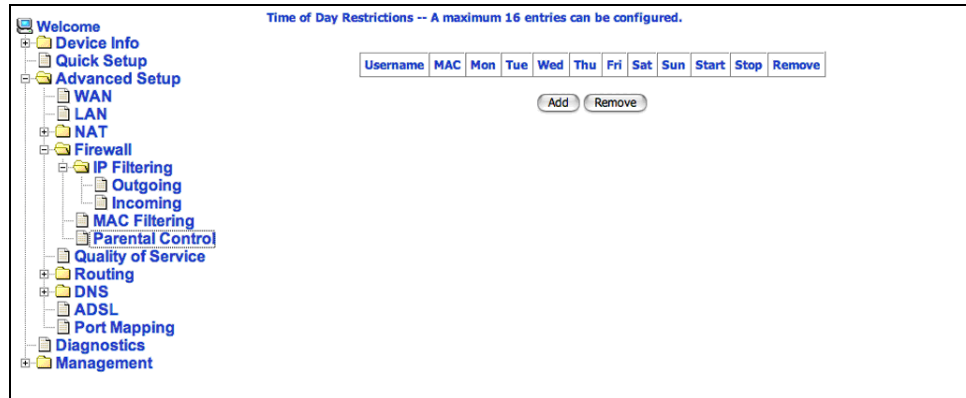 Welcome
Device Info
Quick Setup
Advanced Setup
WAN
LAN
NAT
Firewall
IP Filtering
Outgoing
Incoming
MAC Filtering
Parental Control
Quality of Service
Routing
DNS
ADSL
Port Mapping
Diagnostics
Management
Time of Day Restrictions -- A maximum 16 entries can be configured.
Username MAC Mon Tue Wed Thu Fri Sat Sun Start Stop Remove
Add Remove